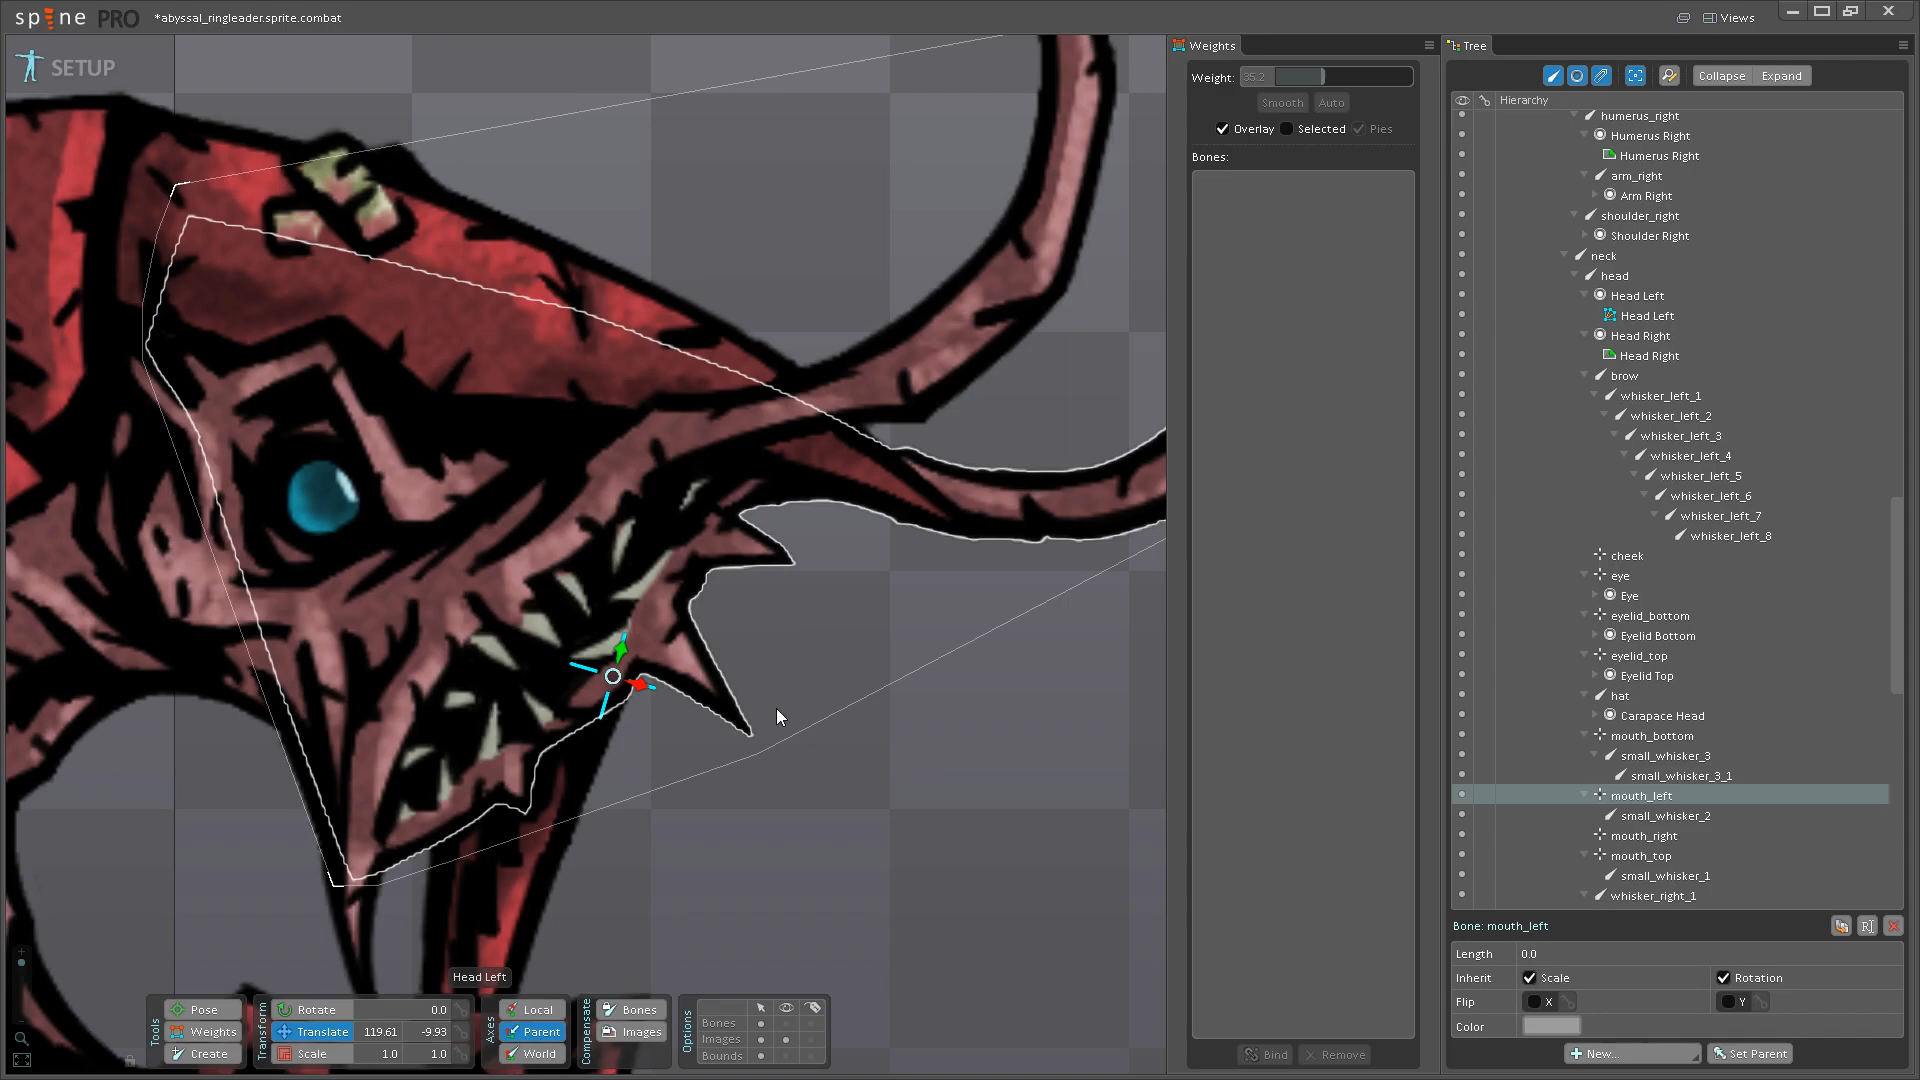 spine PRO
*abyssal_ringleader.sprite.combat
Views
SETUP
Weights
Weight: 35.2
Smooth
Auto
Overlay
Selected
Pies
Bones:
Bind
Remove
Tree
Collapse
Expand
Hierarchy
humerus_right
Humerus Right
Humerus Right
arm_right
Arm Right
shoulder_right
Shoulder Right
neck
head
Head Left
Head Left
Head Right
Head Right
brow
whisker_left_1
whisker_left_2
whisker_left_3
whisker_left_4
whisker_left_5
whisker_left_6
whisker_left_7
whisker_left_8
cheek
eye
Eye
eyelid_bottom
Eyelid Bottom
eyelid_top
Eyelid Top
hat
Carapace Head
mouth_bottom
small_whisker_3
small_whisker_3_1
mouth_left
small_whisker_2
mouth_right
mouth_top
small_whisker_1
whisker_right_1
Bone: mouth_left
Length 0.0
Inherit Scale Rotation
Flip X Y
Color
New...
Set Parent
Head Left
Tools
Pose
Weights
Create
Transform
Rotate 0.0
Translate 119.61 -9.93
Scale 1.0 1.0
Axes
Local
Parent
World
Compensate
Bones
Images
Options
Bones
Images
Bounds